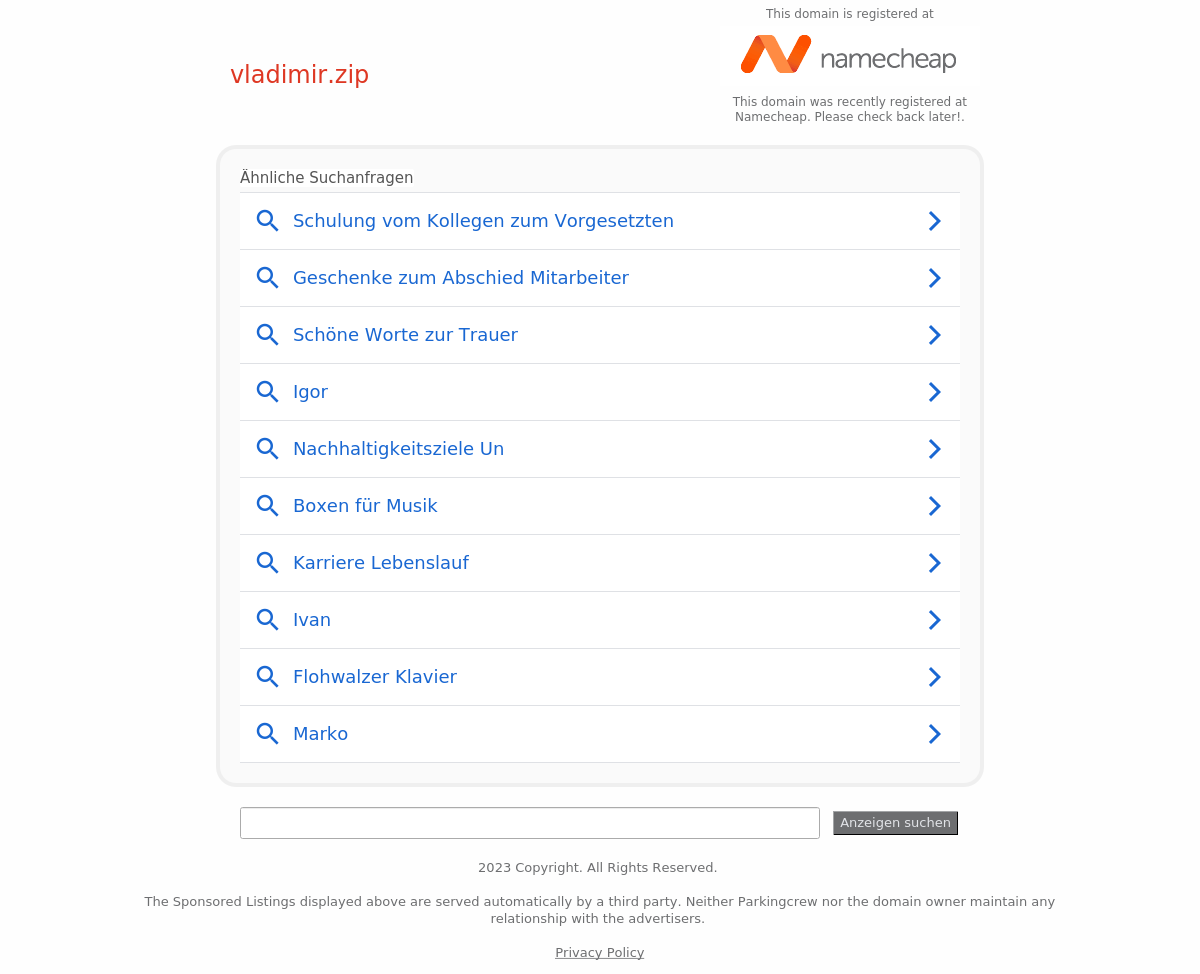 This domain is registered at
namecheap
vladimir.zip
This domain was recently registered at
Namecheap. Please check back later!.
Ähnliche Suchanfragen
Schulung vom Kollegen zum Vorgesetzten
Geschenke zum Abschied Mitarbeiter
Schöne Worte zur Trauer
Igor
Nachhaltigkeitsziele Un
Boxen für Musik
Karriere Lebenslauf
Ivan
Flohwalzer Klavier
Marko
Anzeigen suchen
2023 Copyright. All Rights Reserved.
The Sponsored Listings displayed above are served automatically by a third party. Neither Parkingcrew nor the domain owner maintain any
relationship with the advertisers.
Privacy Policy